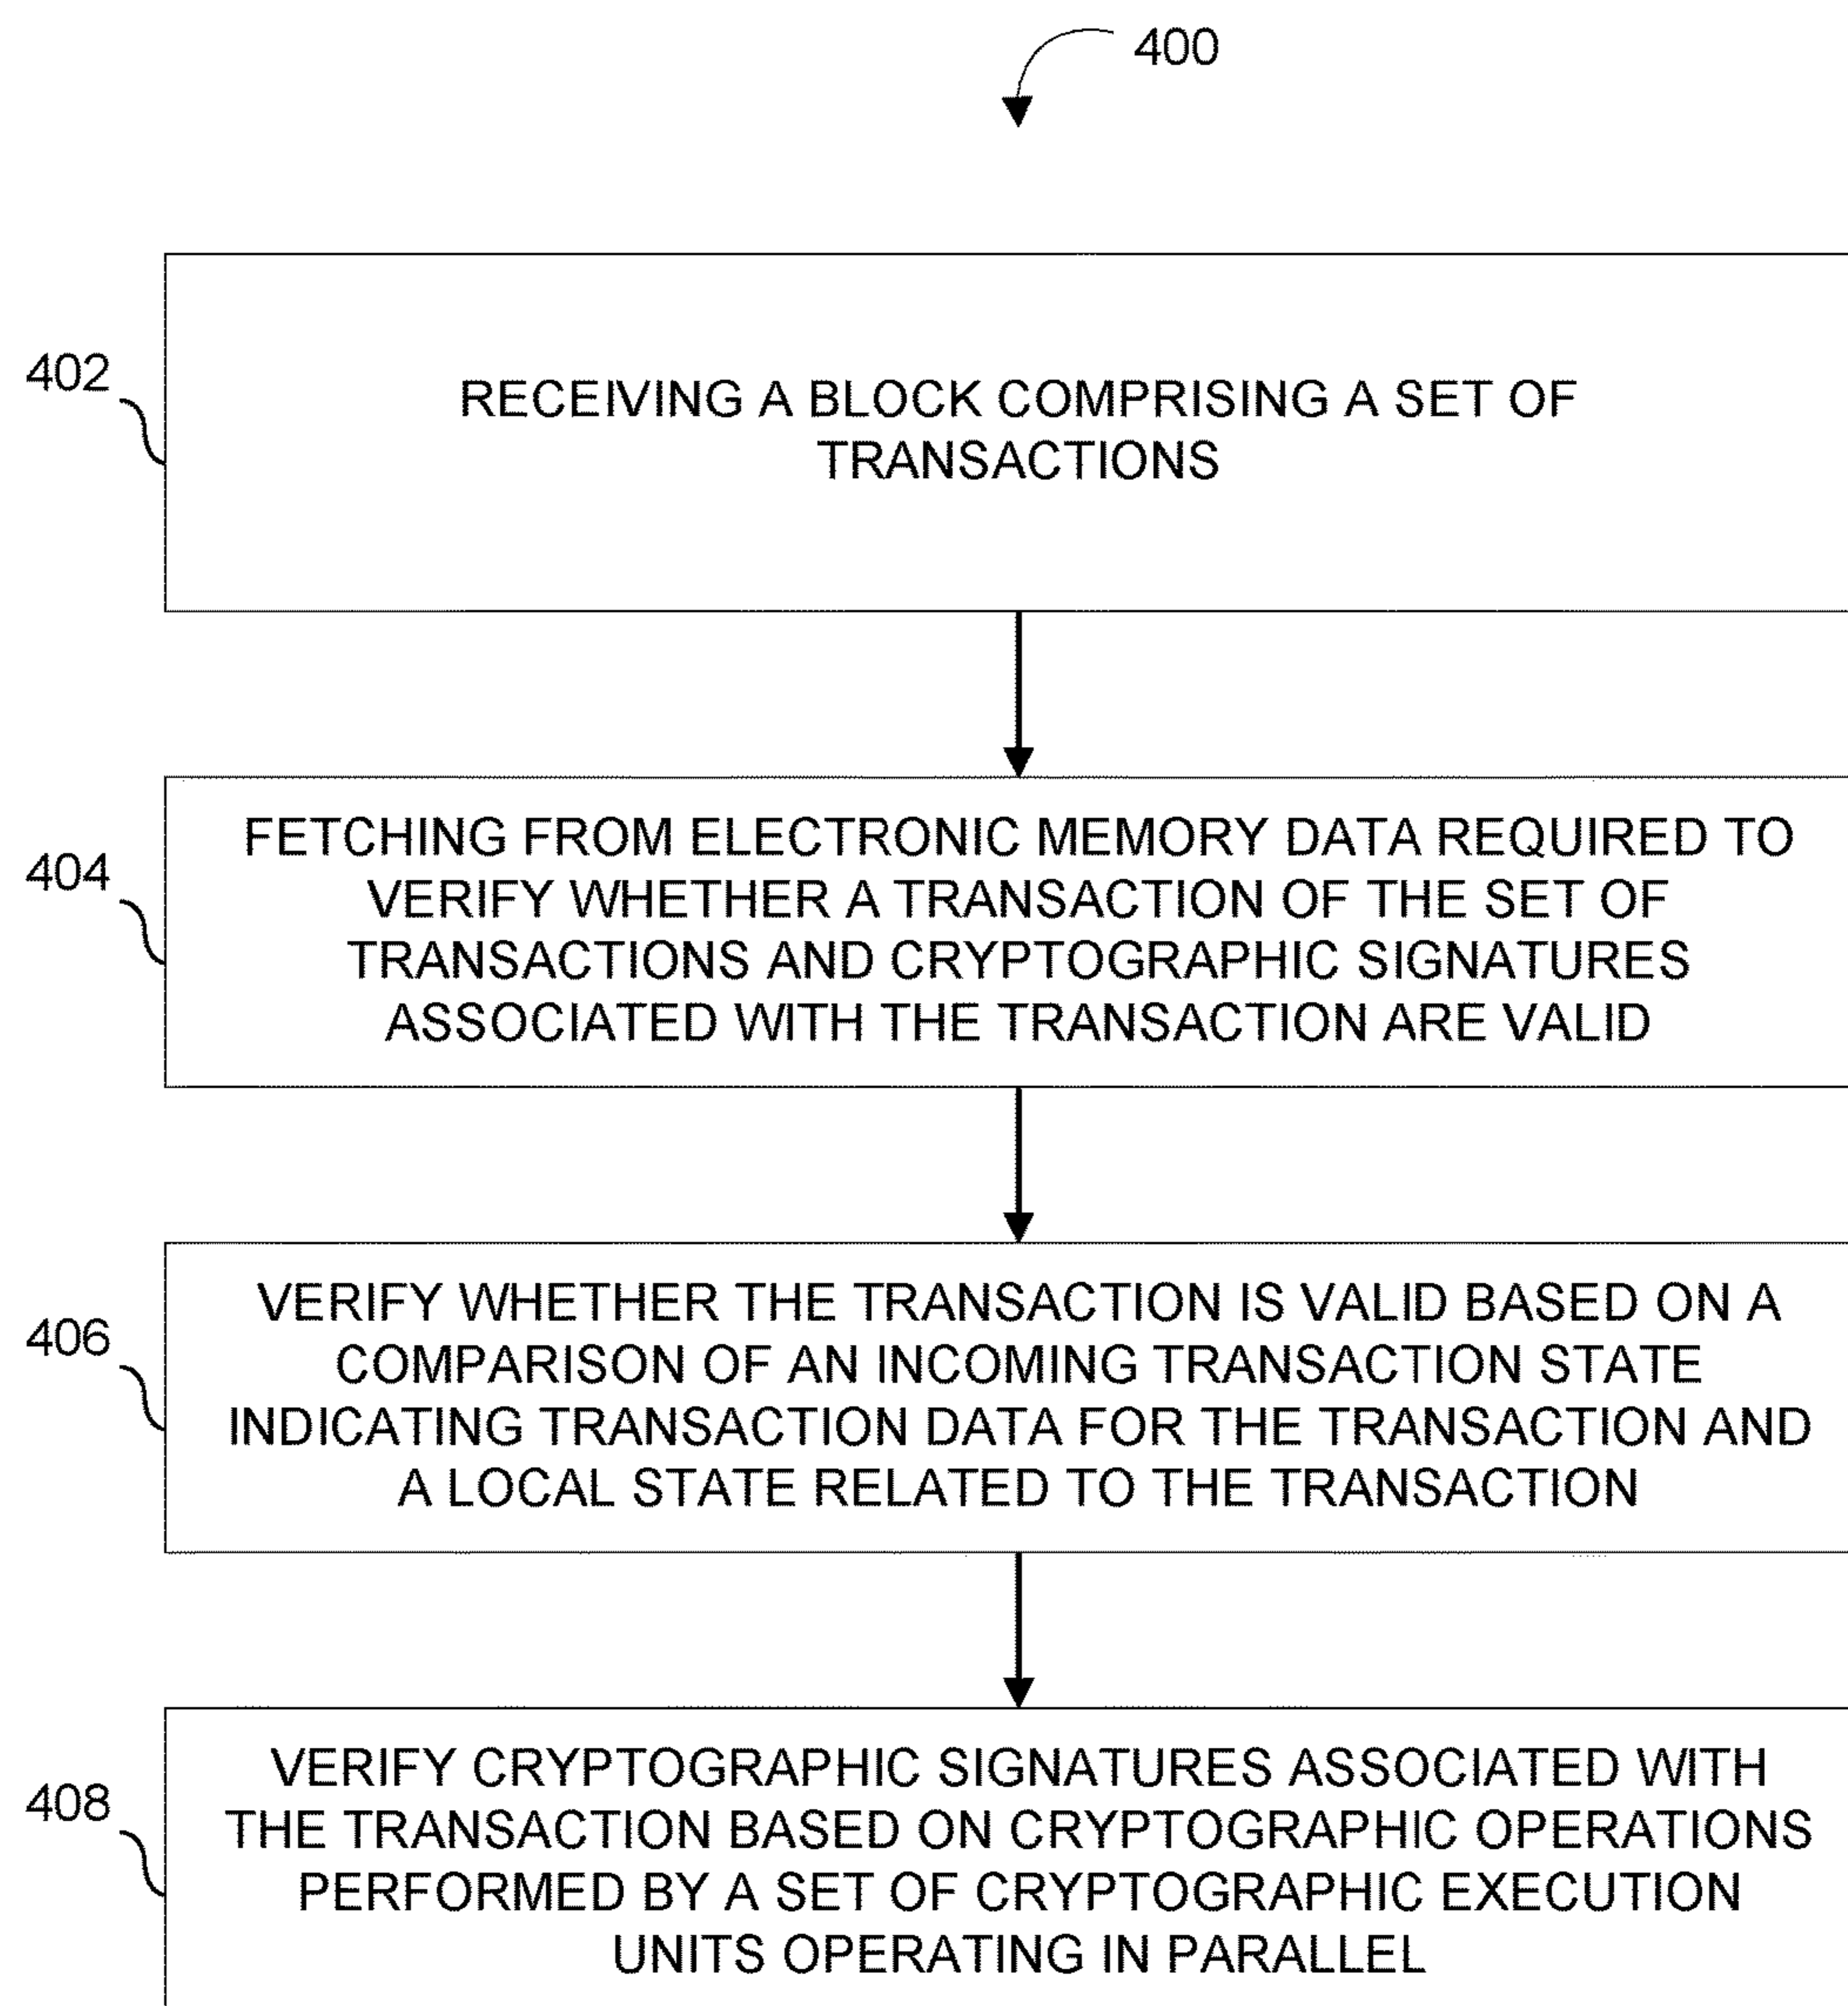 400
402
RECEIVING A BLOCK COMPRISING A SET OF
TRANSACTIONS
404
FETCHING FROM ELECTRONIC MEMORY DATA REQUIRED TO
VERIFY WHETHER A TRANSACTION OF THE SET OF
TRANSACTIONS AND CRYPTOGRAPHIC SIGNATURES
ASSOCIATED WITH THE TRANSACTION ARE VALID
406
VERIFY WHETHER THE TRANSACTION IS VALID BASED ON A
COMPARISON OF AN INCOMING TRANSACTION STATE
INDICATING TRANSACTION DATA FOR THE TRANSACTION AND
A LOCAL STATE RELATED TO THE TRANSACTION
408
VERIFY CRYPTOGRAPHIC SIGNATURES ASSOCIATED WITH
THE TRANSACTION BASED ON CRYPTOGRAPHIC OPERATIONS
PERFORMED BY A SET OF CRYPTOGRAPHIC EXECUTION
UNITS OPERATING IN PARALLEL